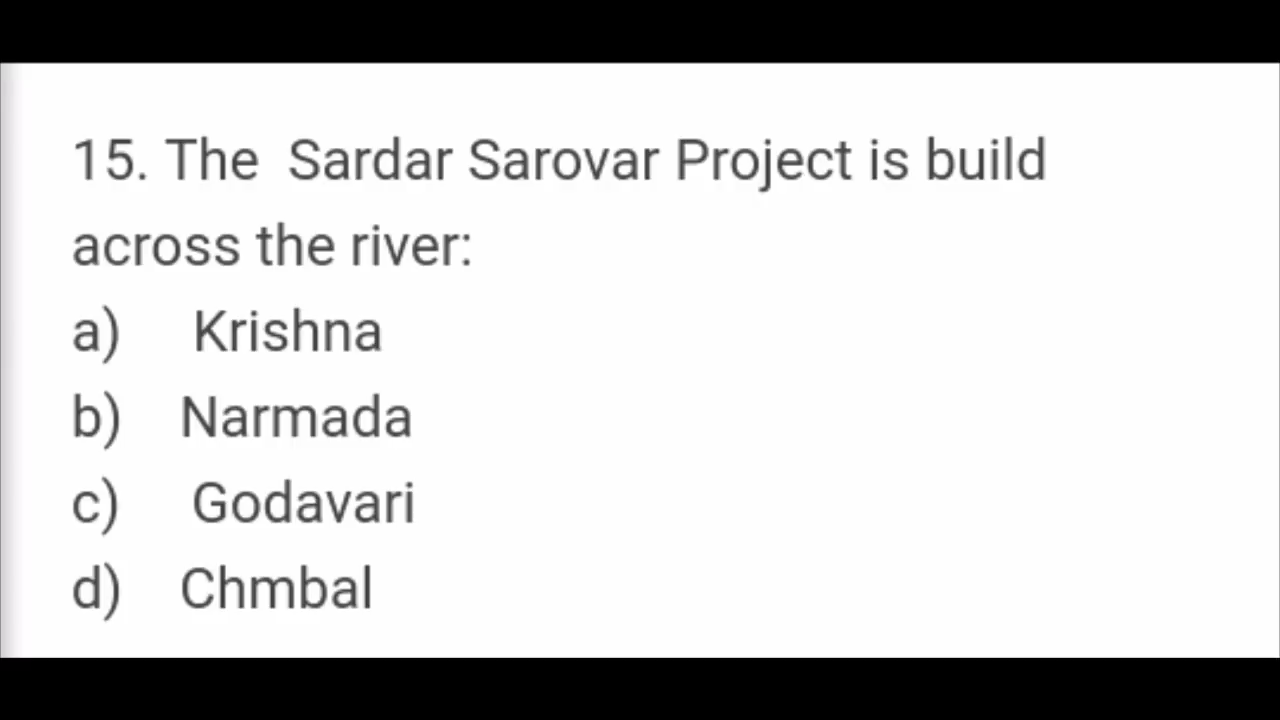 15. The Sardar Sarovar Project is build
across the river:
a) Krishna
b) Narmada
c) Godavari
d) Chmbal